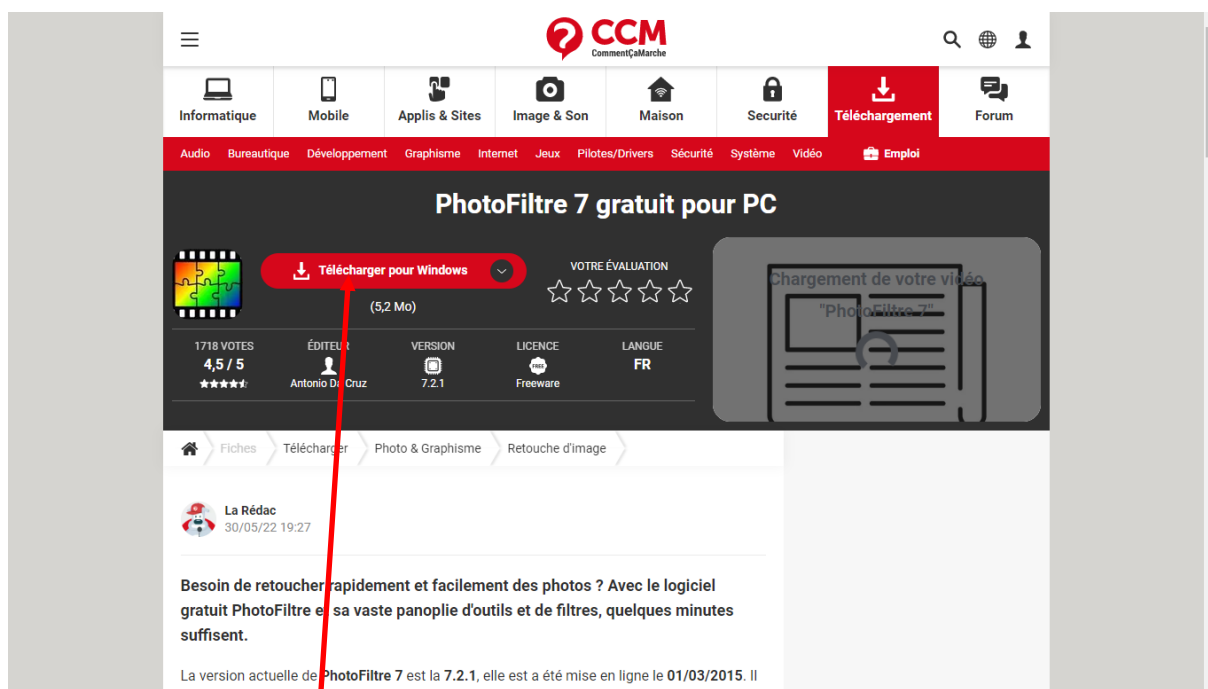 CCM
CommentÇaMarche
Informatique Mobile Applis & Sites Image & Son Maison Securité Téléchargement Forum
Audio Bureautique Développement Graphisme Internet Jeux Pilotes/Drivers Sécurité Système Vidéo Emploi
PhotoFiltre 7 gratuit pour PC
Télécharger pour Windows
(5,2 Mo)
VOTRE ÉVALUATION
Chargement de votre vidéo
"PhotoFiltre 7"
1718 VOTES ÉDITEUR VERSION LICENCE LANGUE
4,5 / 5 FREE FR
Antonio Da Cruz 7.2.1 Freeware
Fiches Télécharger Photo & Graphisme Retouche d'image
La Rédac
30/05/22 19:27
Besoin de retoucher rapidement et facilement des photos ? Avec le logiciel
gratuit PhotoFiltre et sa vaste panoplie d'outils et de filtres, quelques minutes
suffisent.
La version actuelle de PhotoFiltre 7 est la 7.2.1, elle est a été mise en ligne le 01/03/2015. Il